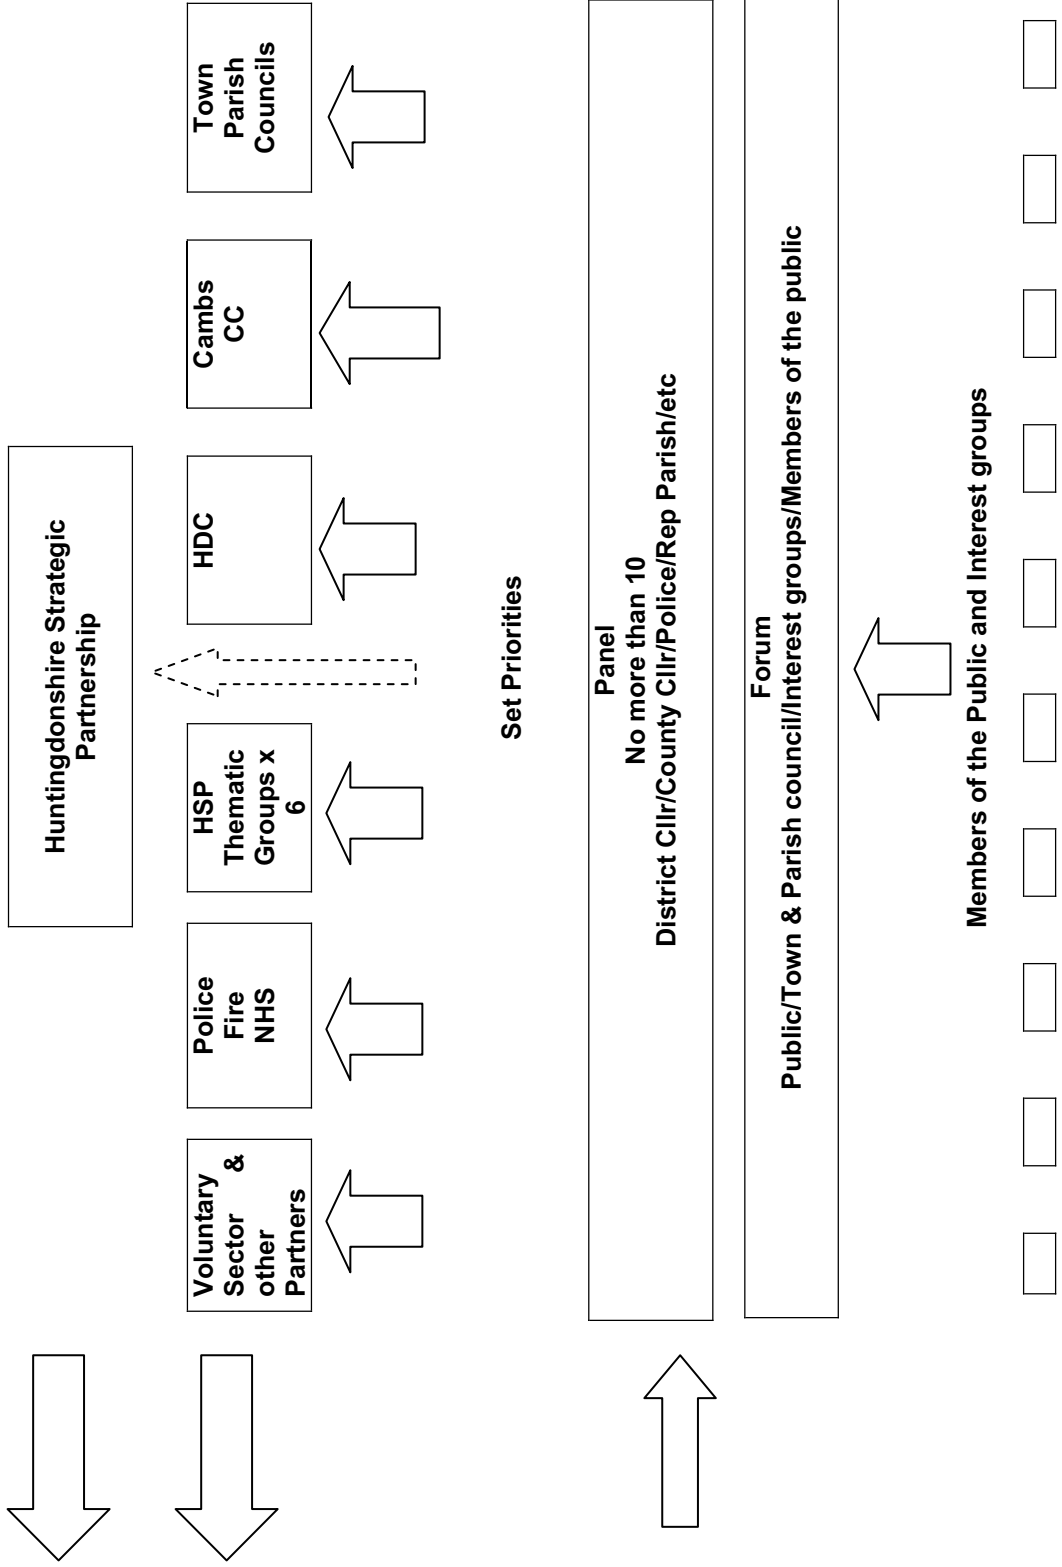 Huntingdonshire Strategic
Partnership
Voluntary
Sector &
other
Partners
Police
Fire
NHS
HSP
Thematic
Groups x
6
HDC
Cambs
CC
Town
Parish
Councils
Set Priorities
Panel
No more than 10
District Cllr/County Cllr/Police/Rep Parish/etc
Forum
Public/Town & Parish council/Interest groups/Members of the public
Members of the Public and Interest groups